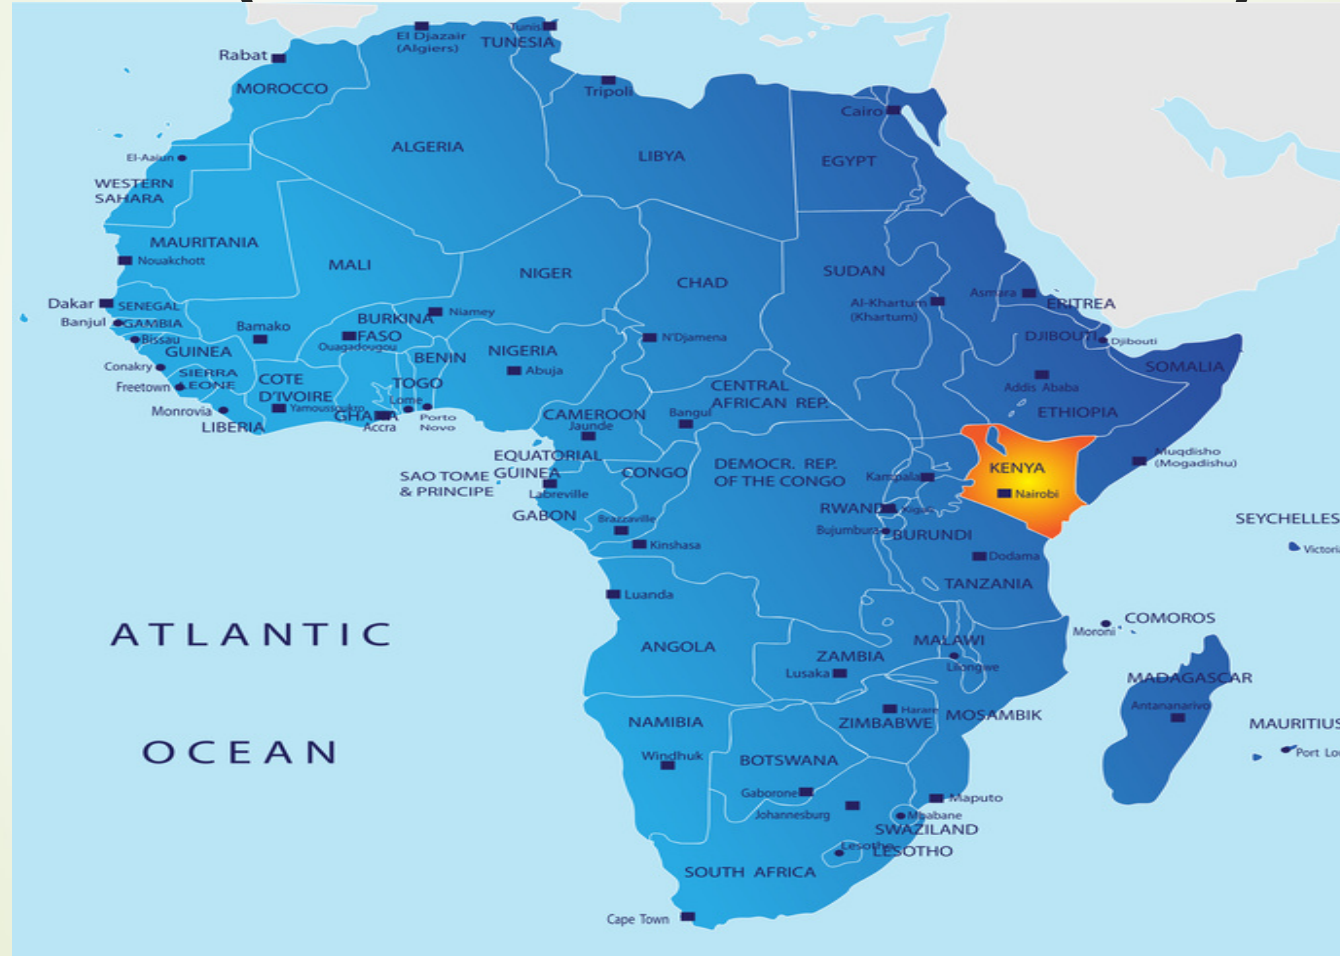 Tunis
El Djazair
(Algiers)
TUNESIA
Rabat
MOROCCO
Tripoli
Cairo
ALGERIA
LIBYA
EGYPT
El-Aaiun
WESTERN
SAHARA
MAURITANIA
Nouakchott
MALI
NIGER
CHAD
SUDAN
Al-Khartum
(Khartum)
Asmara
ERITREA
Dakar
SENEGAL
Banjul
GAMBIA
Bissau
Bamako
BURKINA
FASO
Ouagadougou
Niamey
N'Djamena
DJIBOUTI
Djibouti
GUINEA
BENIN
NIGERIA
Abuja
SOMALIA
Conakry
SIERRA
LEONE
Freetown
COTE
D'IVOIRE
Yamoussoukro
TOGO
Lome
CENTRAL
AFRICAN REP.
Addis Ababa
ETHIOPIA
Monrovia
LIBERIA
GHANA
Accra
Porto
Novo
CAMEROON
Jaunde
Bangul
EQUATORIAL
GUINEA
SAO TOME
& PRINCIPE
Labreville
GABON
CONGO
DEMOCR. REP.
OF THE CONGO
Kampala
KENYA
Nairobi
Muqdisho
(Mogadishu)
Brazzaville
Kinshasa
RWANDA
Kigali
Bujumbura
BURUNDI
SEYCHELLES
Dodama
TANZANIA
Luanda
ANGOLA
ATLANTIC
OCEAN
ZAMBIA
Lusaka
MALAWI
Lilongwe
Moroni
COMOROS
MADAGASCAR
Antananarivo
NAMIBIA
Windhuk
Harare
ZIMBABWE
MOSAMBIK
MAURITIUS
Port Lo
BOTSWANA
Gaborone
Johannesburg
Maputo
Mbabane
SWAZILAND
Lesotho
LESOTHO
SOUTH AFRICA
Cape Town